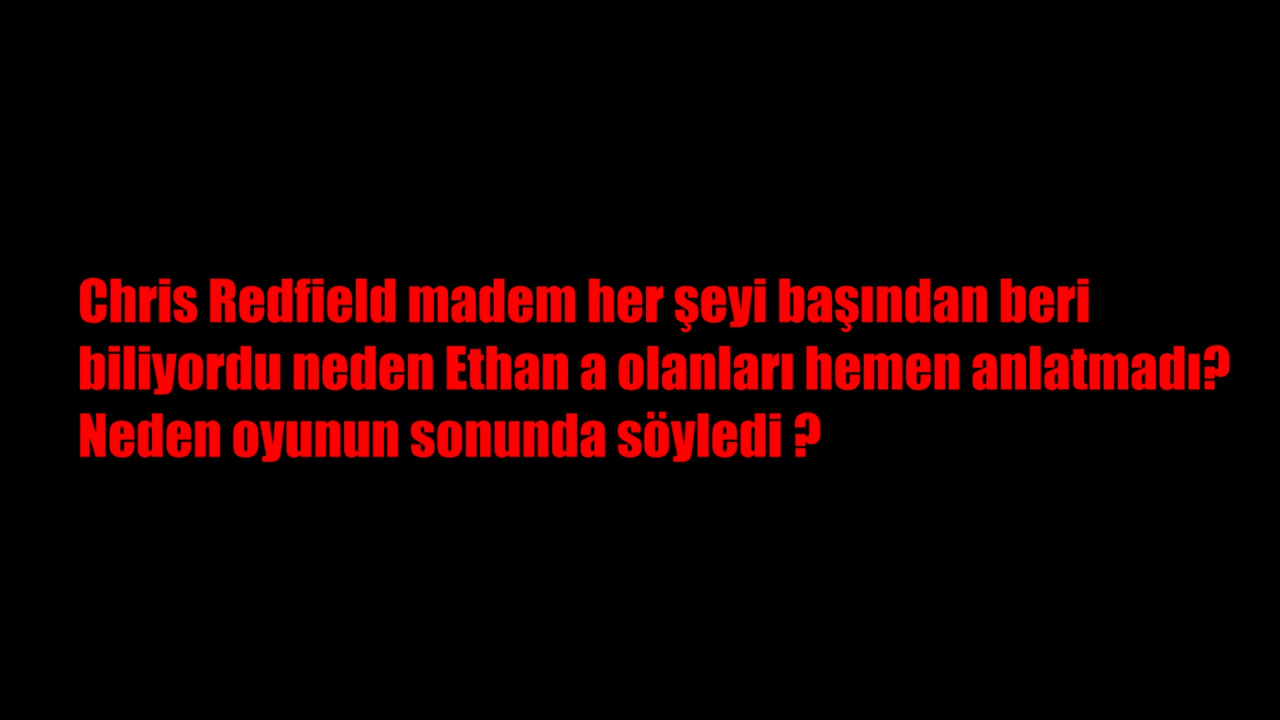 Chris Redfield madem her şeyi başından beri
biliyordu neden Ethan a olanları hemen anlatmadı?
Neden oyunun sonunda söyledi ?